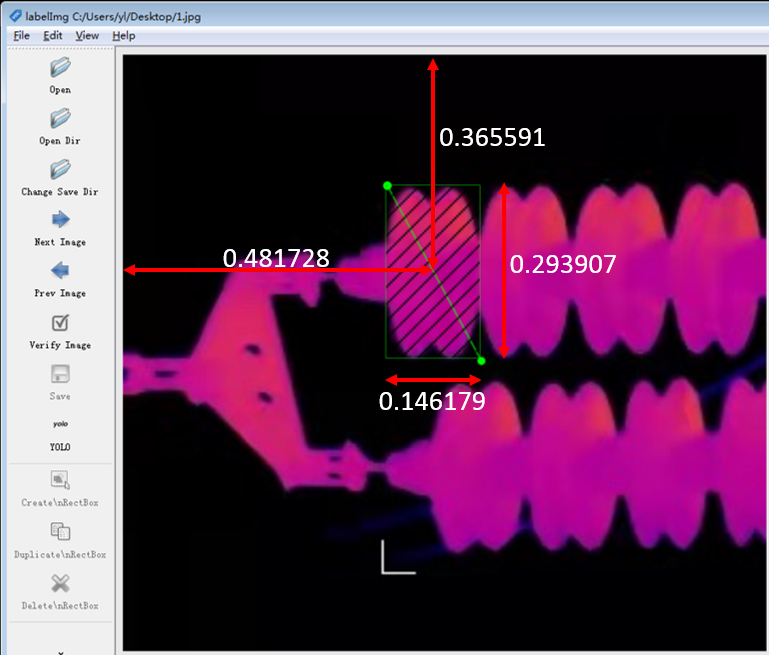 labelImg C:/Users/yl/Desktop/1.jpg
File Edit View Help
Open
Open Dir
Change Save Dir
Next Image
Prev Image
Verify Image
Save
yolo
YOLO
Create\nRectBox
Duplicate\nRectBox
Delete\nRectBox
0.365591
0.481728
0.293907
0.146179